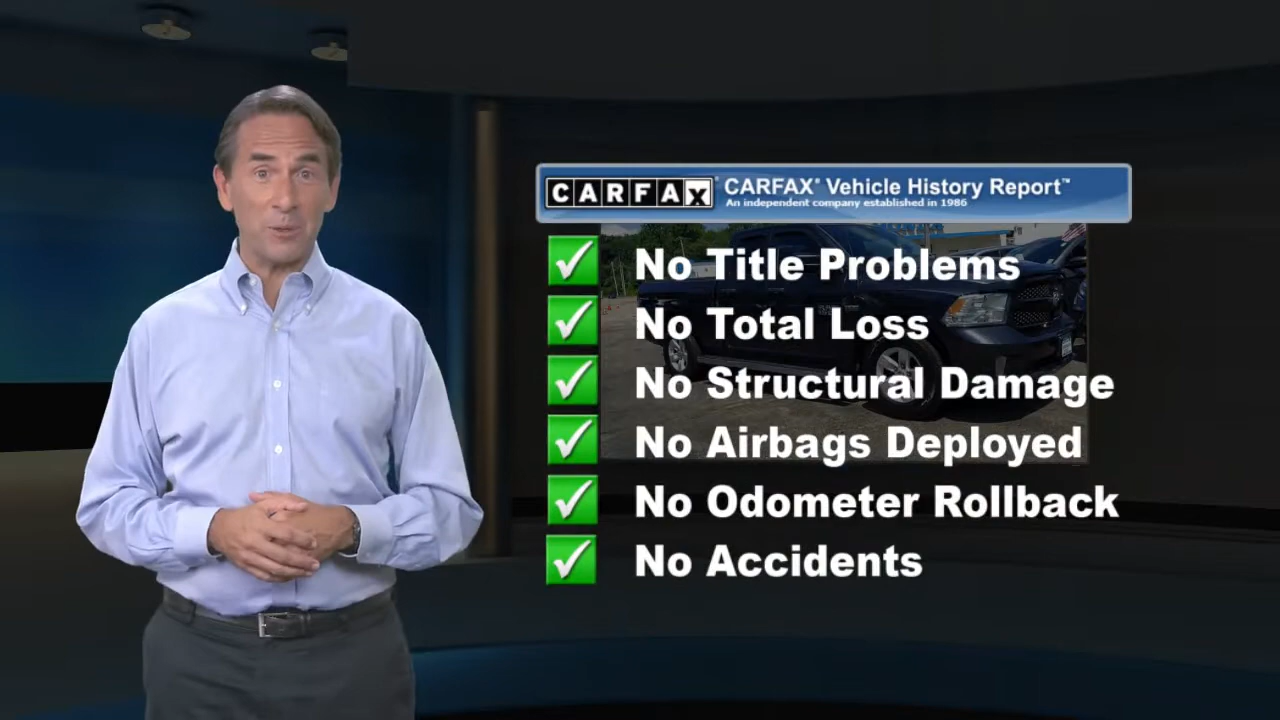 CARFAX® CARFAX® Vehicle History Report™
An independent company established in 1986
No Title Problems
No Total Loss
No Structural Damage
No Airbags Deployed
No Odometer Rollback
No Accidents